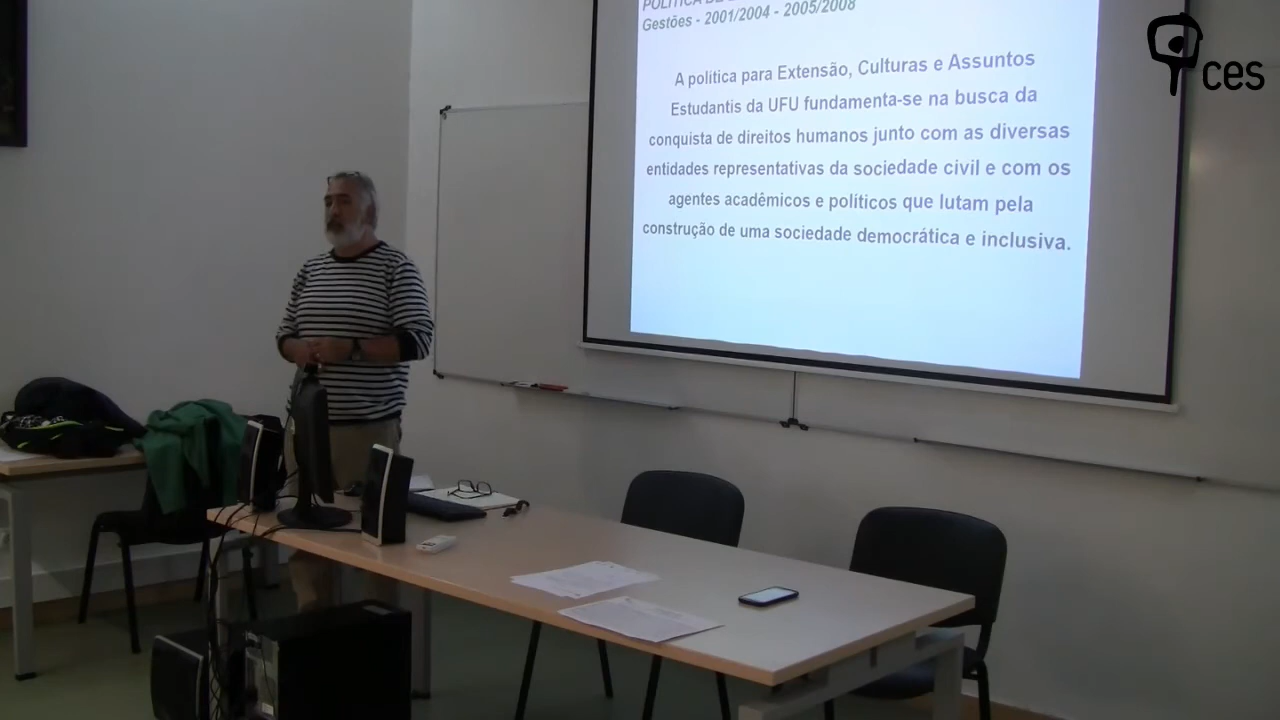 POLÍTICA DE
Gestões - 2001/2004 - 2005/2008
A política para Extensão, Culturas e Assuntos
Estudantis da UFU fundamenta-se na busca da
conquista de direitos humanos junto com as diversas
entidades representativas da sociedade civil e com os
agentes acadêmicos e políticos que lutam pela
construção de uma sociedade democrática e inclusiva.
ces